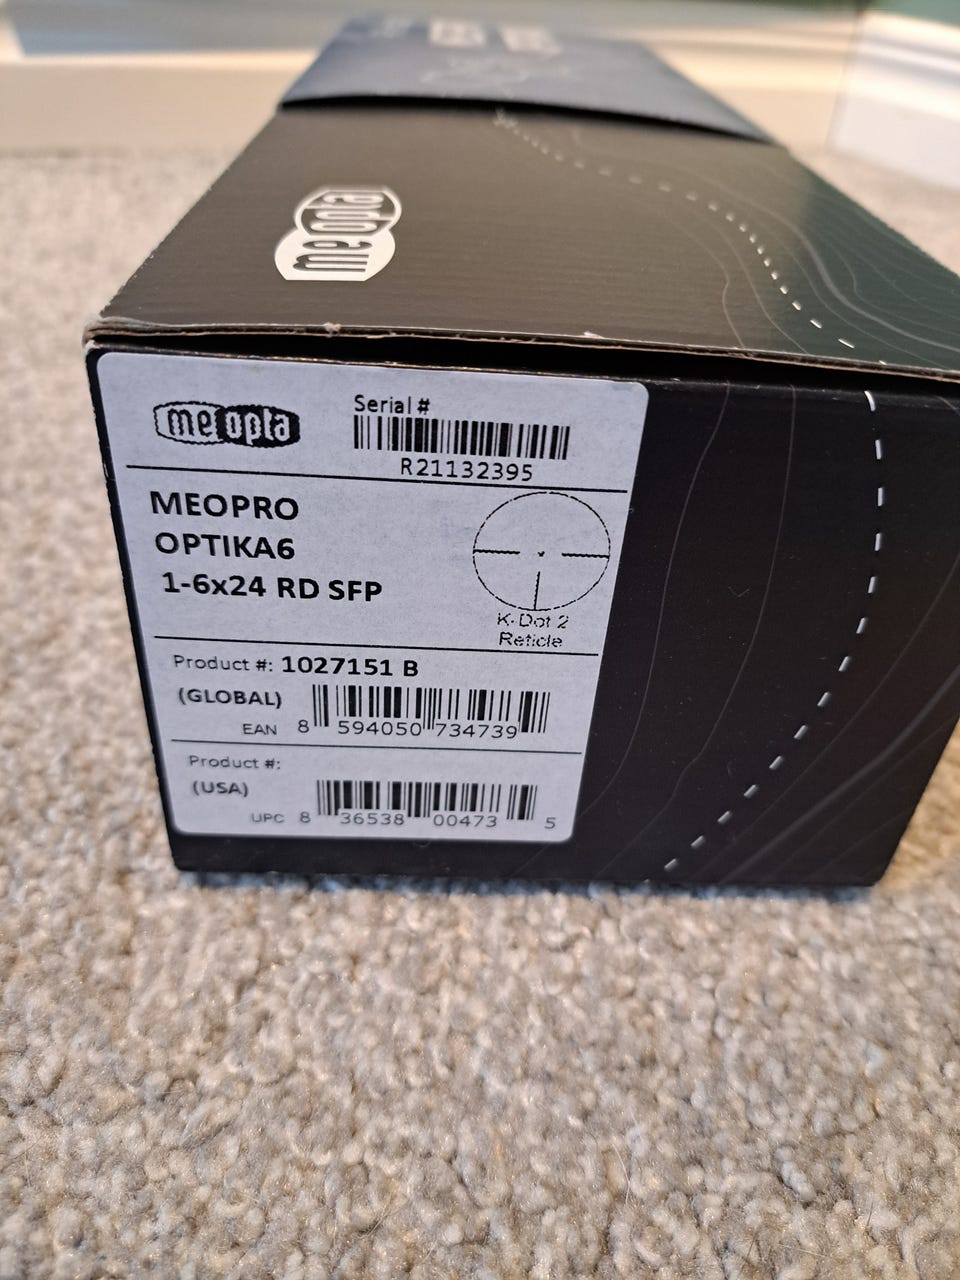 meopta
meopta
Serial #
R21132395
MEOPRO
OPTIKA6
1-6x24 RD SFP
K-Dot 2
Reticle
Product #: 1027151 B
(GLOBAL)
EAN 8 594050 734739
Product #:
(USA)
UPC 8 36538 00473 5